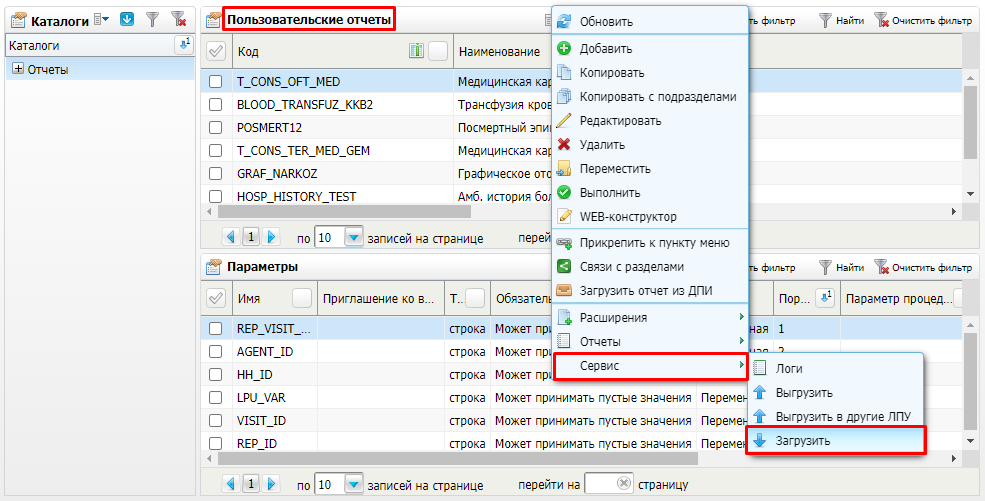 Каталоги
Каталоги
Отчеты
Пользовательские отчеты
фильтр
Найти
Очистить фильтр
Код
Наименование
T_CONS_OFT_MED
Медицинская кар
BLOOD_TRANSFUZ_KKB2
Трансфузия кров
POSMERT12
Посмертный эпи
T_CONS_TER_MED_GEM
Медицинская кар
GRAF_NARKOZ
Графическое ото
HOSP_HISTORY_TEST
Амб. история бол
1
по 10 записей на странице
перей
Обновить
Добавить
Копировать
Копировать с подразделами
Редактировать
Удалить
Переместить
Выполнить
WEB-конструктор
Прикрепить к пункту меню
Связи с разделами
Загрузить отчет из ДПИ
Расширения
Отчеты
Сервис
Логи
Выгрузить
Выгрузить в другие ЛПУ
Загрузить
Параметры
ть фильтр
Найти
Очистить фильтр
Имя
Приглашение ко в...
Т...
Обязатель
Пор...
1
Параметр процед...
REP_VISIT_...
строка
Может при
ная
1
AGENT_ID
строка
Может при
2
HH_ID
строка
Может при
LPU_VAR
строка
Может принимать пустые значения
Перемен
VISIT_ID
строка
Может принимать пустые значения
Перемен
REP_ID
строка
Может принимать пустые значения
Перемен
1
по 10 записей на странице
перейти на
страницу